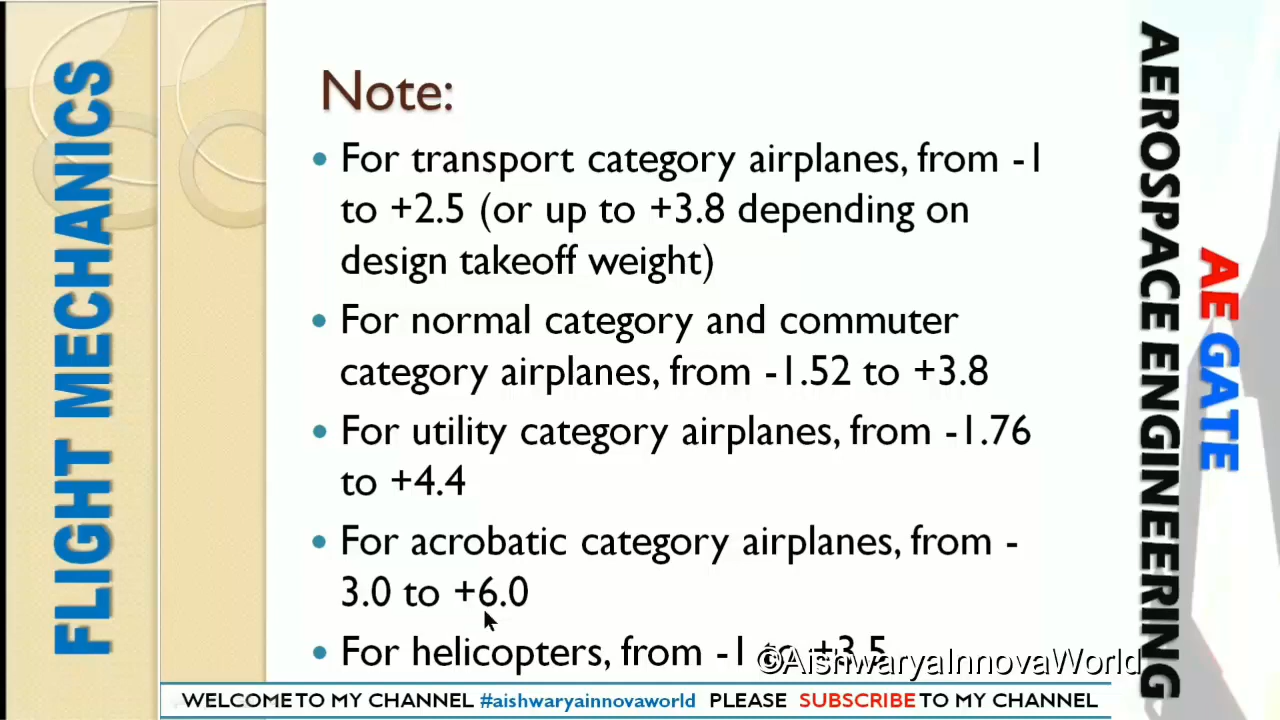 FLIGHT MECHANICS
Note:
• For transport category airplanes, from -1
to +2.5 (or up to +3.8 depending on
design takeoff weight)
• For normal category and commuter
category airplanes, from -1.52 to +3.8
• For utility category airplanes, from -1.76
to +4.4
• For acrobatic category airplanes, from -
3.0 to +6.0
• For helicopters, from -1 to +3.5
©AishwaryaInnovaWorld
WELCOME TO MY CHANNEL #aishwaryainnovaworld PLEASE SUBSCRIBE TO MY CHANNEL
AEROSPACE ENGINEERING
AE GATE